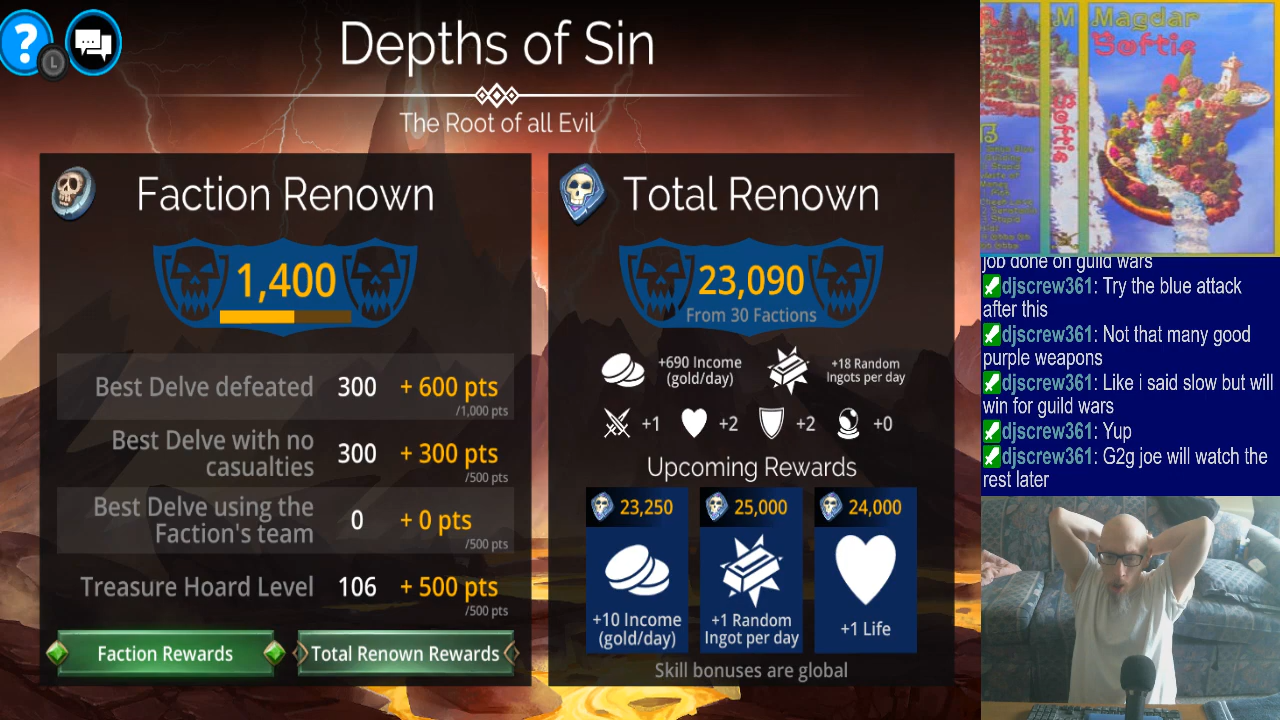 ?
L
Depths of Sin
The Root of all Evil
Faction Renown
1,400
Best Delve defeated 300 + 600 pts
/1,000 pts
Best Delve with no
casualties 300 + 300 pts
/500 pts
Best Delve using the
Faction's team 0 + 0 pts
/500 pts
Treasure Hoard Level 106 + 500 pts
/500 pts
Faction Rewards
Total Renown Rewards
Total Renown
23,090
From 30 Factions
+690 Income
(gold/day)
+18 Random
Ingots per day
+1 +2 +2 +0
Upcoming Rewards
23,250
+10 Income
(gold/day)
25,000
+1 Random
Ingot per day
24,000
+1 Life
Skill bonuses are global
Magdar
Softie
M
Softie
B
job done on guild wars
djscrew361: Try the blue attack
after this
djscrew361: Not that many good
purple weapons
djscrew361: Like i said slow but will
win for guild wars
djscrew361: Yup
djscrew361: G2g joe will watch the
rest later